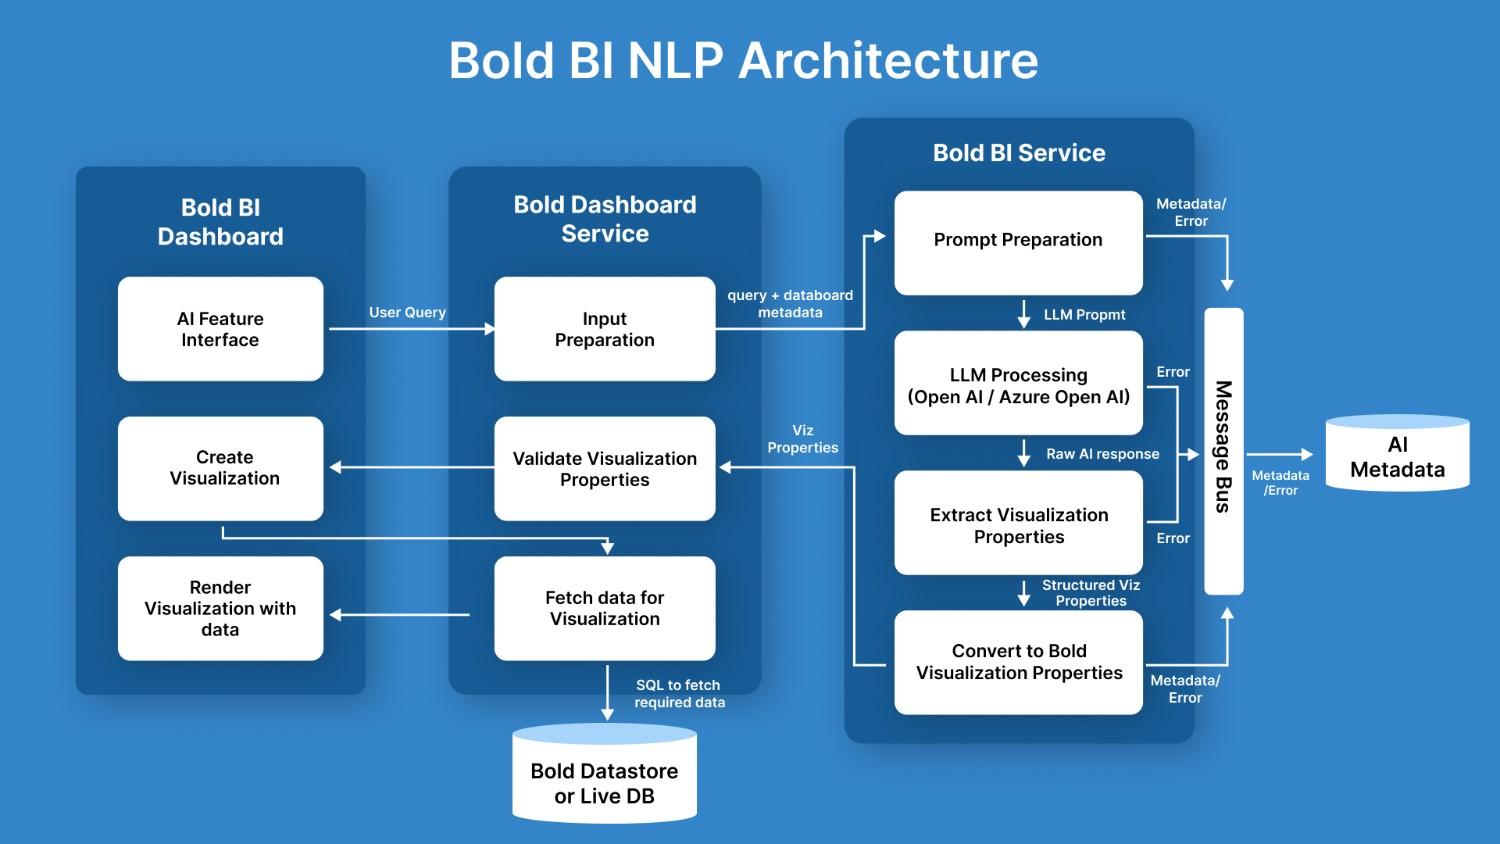 Bold BI NLP Architecture
Bold BI
Dashboard
AI Feature
Interface
Create
Visualization
Render
Visualization with
data
User Query
Bold Dashboard
Service
Input
Preparation
Validate Visualization
Properties
Fetch data for
Visualization
SQL to fetch
required data
Bold Datastore
or Live DB
query + databoard
metadata
Viz
Properties
Bold BI Service
Prompt Preparation
LLM Propmt
LLM Processing
(Open AI / Azure Open AI)
Raw AI response
Extract Visualization
Properties
Structured Viz
Properties
Convert to Bold
Visualization Properties
Metadata/
Error
Error
Error
Metadata/
Error
Message Bus
Metadata
/Error
AI
Metadata